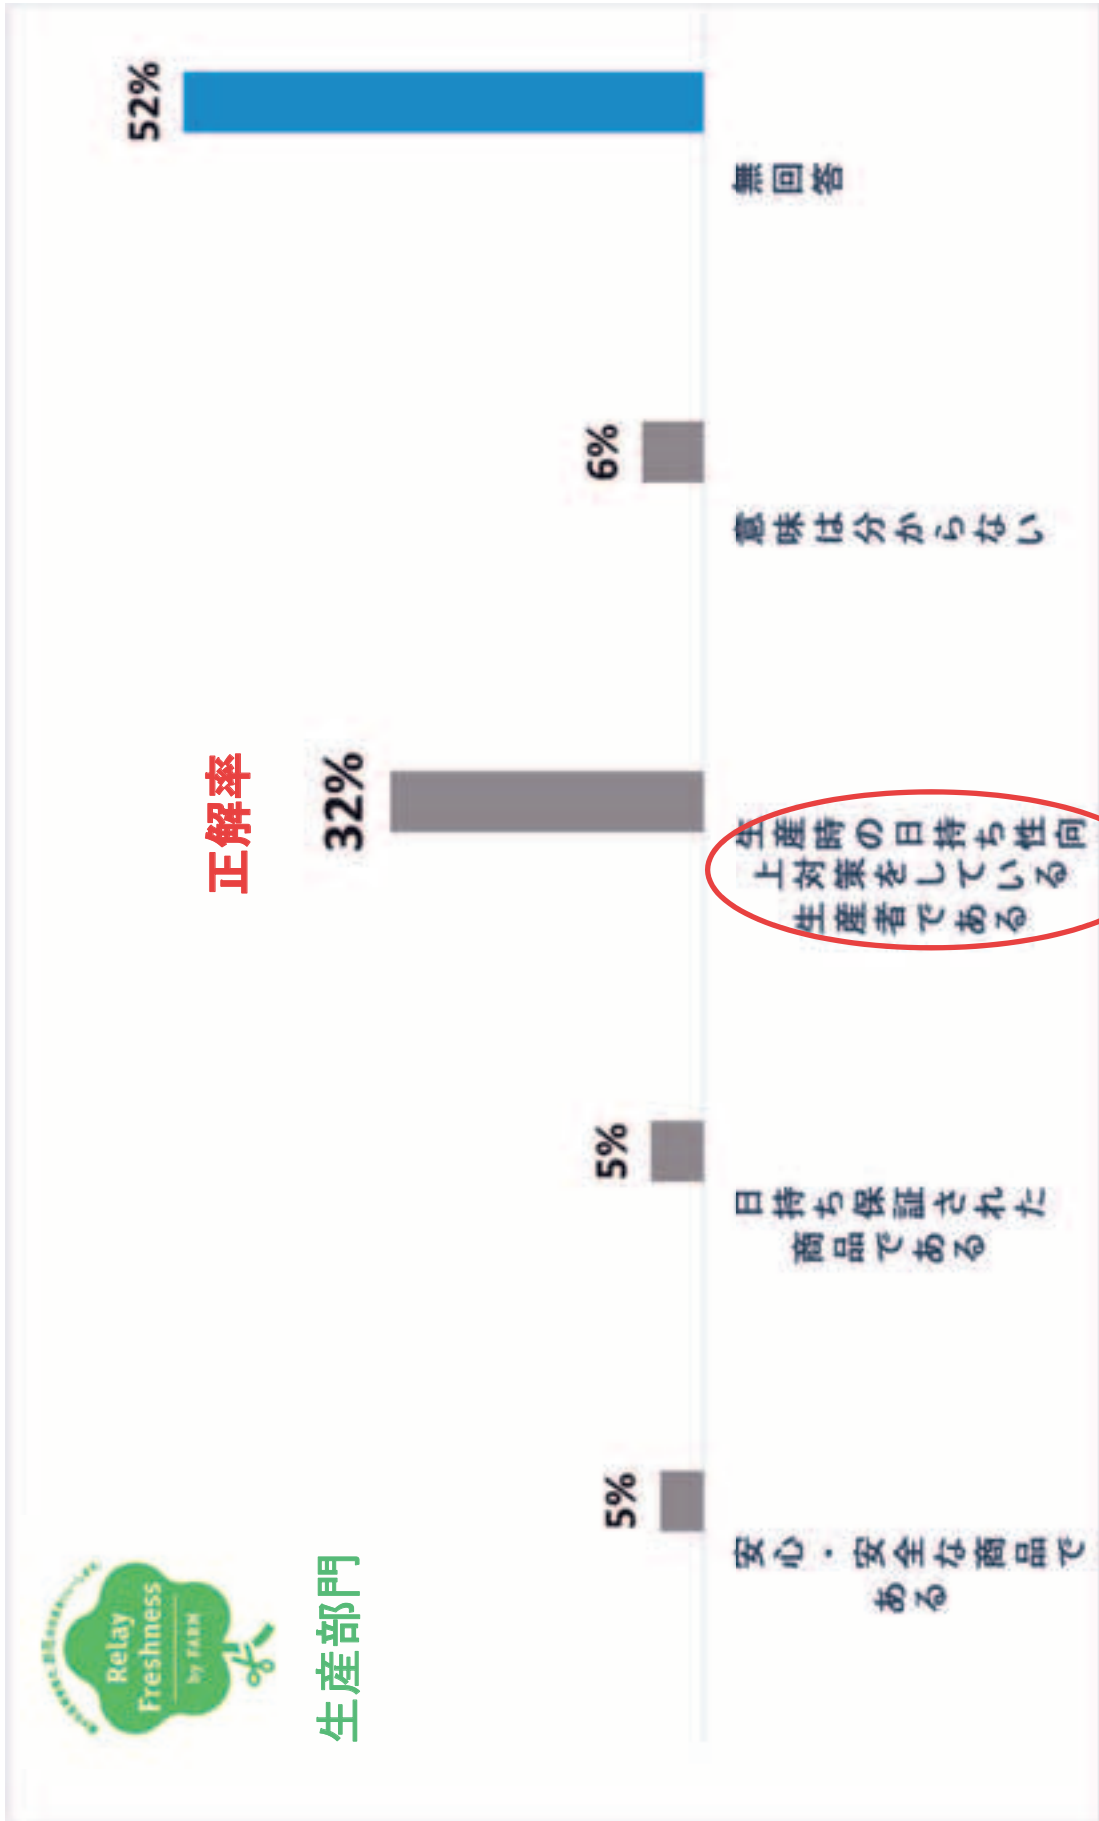 Relay
Freshness
by FARM
生産部門
正解率
5%
5%
32%
6%
52%
安心・安全な商品で
ある
日持ち保証された
商品である
生産時の日持ち性向
上対策をしている
生産者である
意味は分からない
無回答